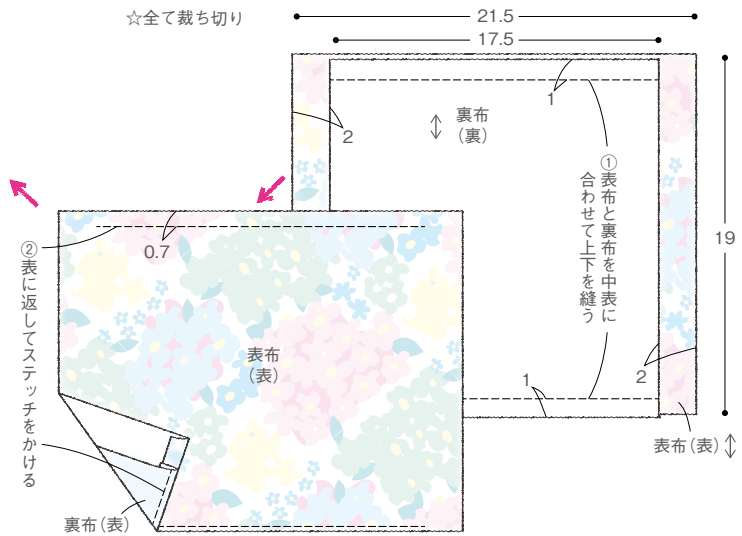 ☆全て裁ち切り
21.5
17.5
1
2
裏布
(裏)
①表布と裏布を中表に
合わせて上下を縫う
19
0.7
②表に返してステッチをかける
表布
(表)
1
2
表布(表)
裏布(表)